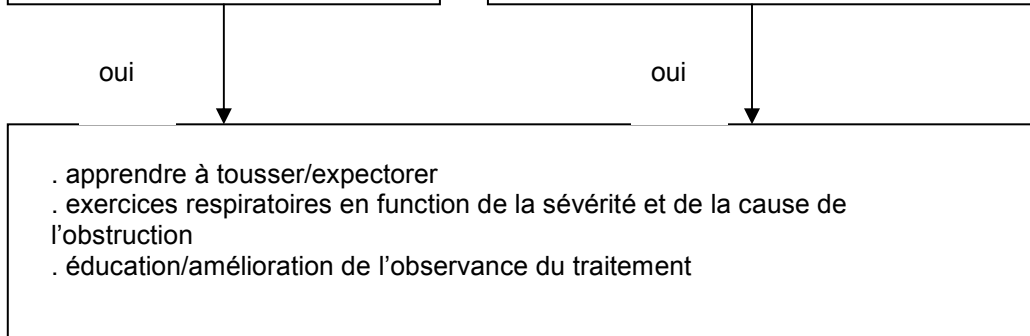 oui
oui
. apprendre à tousser/expectorer
. exercices respiratoires en function de la sévérité et de la cause de
l’obstruction
. éducation/amélioration de l’observance du traitement